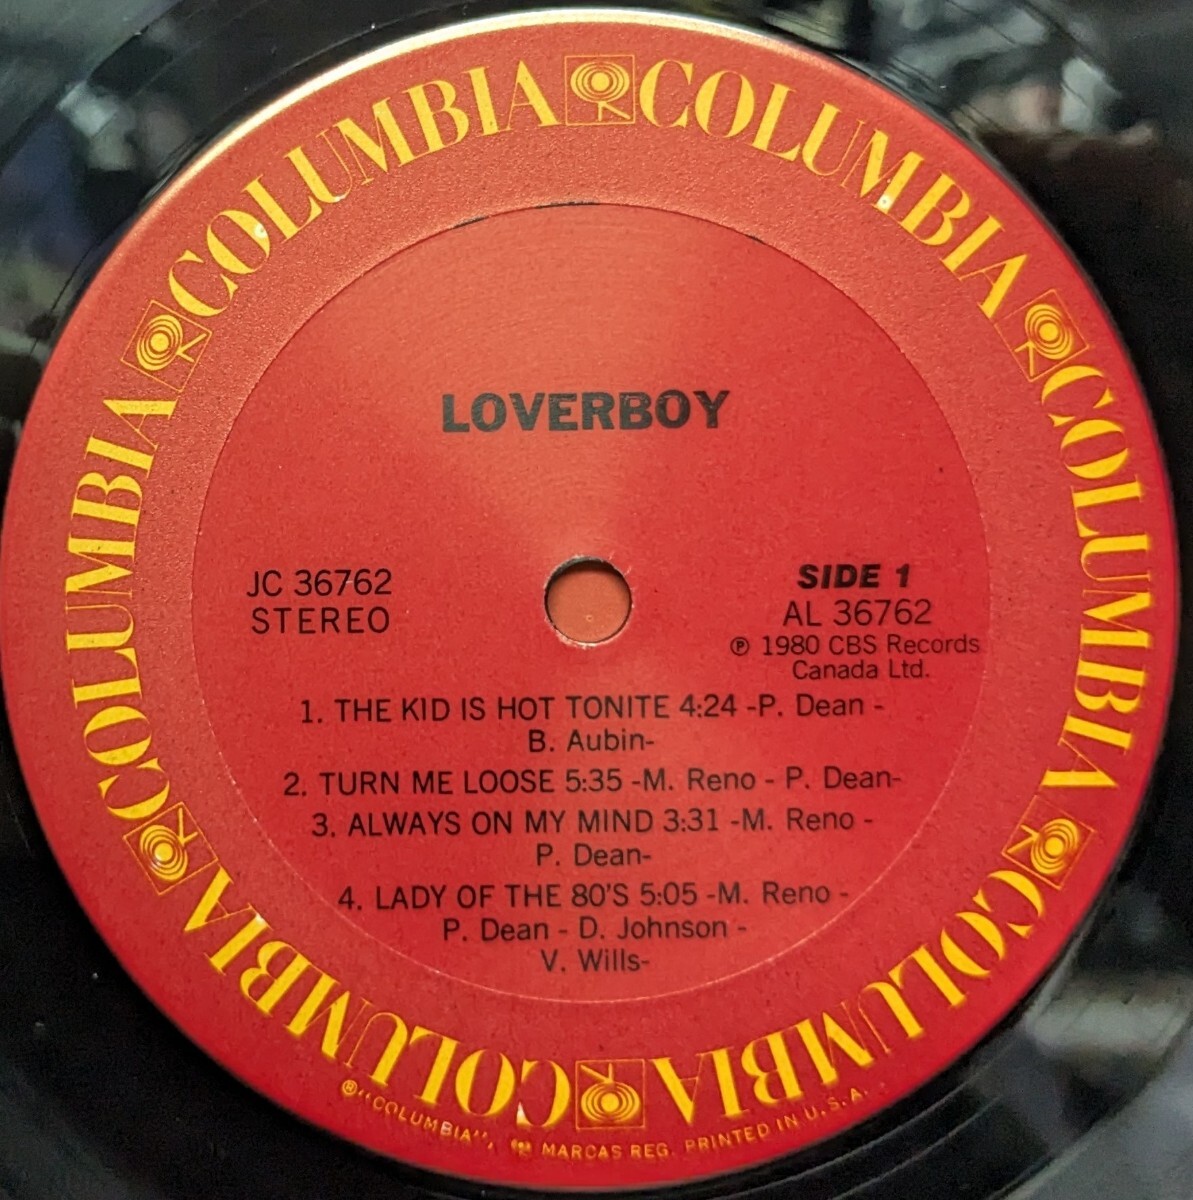 COLUMBIA COLUMBIA COLUMBIA COLUMBIA COLUMBIA COLUMBIA COLUMBIA COLUMBIA
LOVERBOY
JC 36762
STEREO
SIDE 1
AL 36762
℗ 1980 CBS Records
Canada Ltd.
1. THE KID IS HOT TONITE 4:24 -P. Dean -
B. Aubin-
2. TURN ME LOOSE 5:35 -M. Reno - P. Dean-
3. ALWAYS ON MY MIND 3:31 -M. Reno -
P. Dean-
4. LADY OF THE 80'S 5:05 -M. Reno -
P. Dean - D. Johnson -
V. Wills-
® "COLUMBIA", MARCAS REG. PRINTED IN U.S.A.